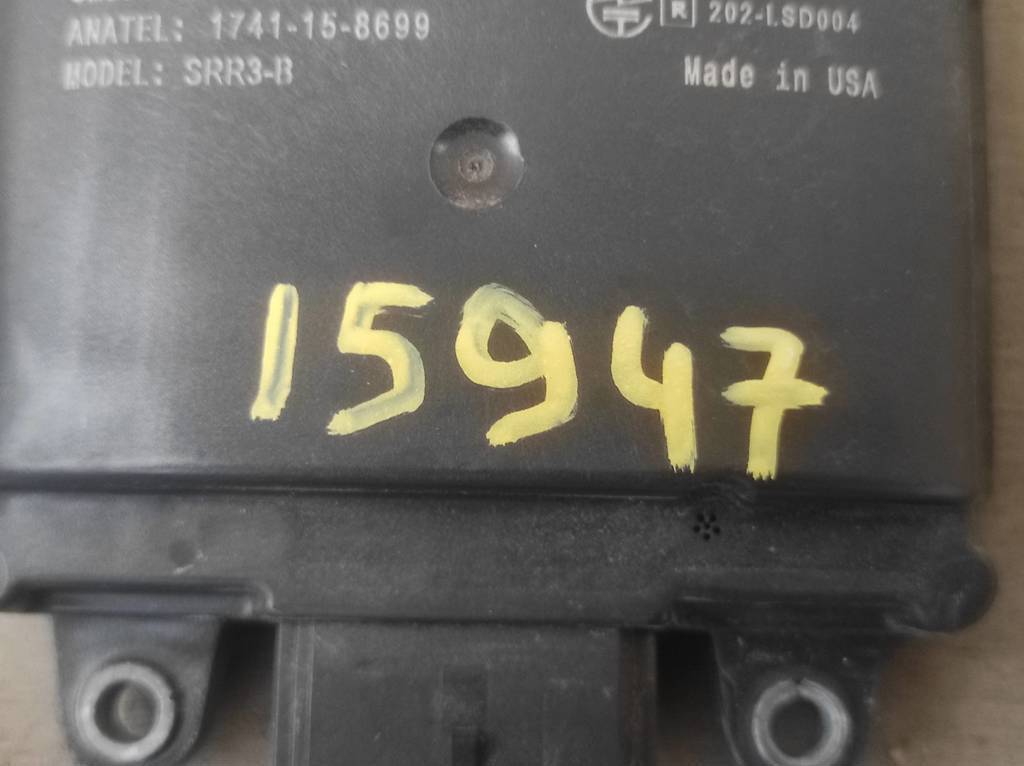 ANATEL: 1741-15-8699
R 202-LSD004
MODEL: SRR3-B
Made in USA
15947